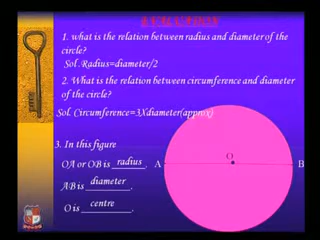 1. what is the relation between radius and diameter of the
circle?
Sol. Radius=diameter/2
2. What is the relation between circumference and diameter
of the circle?
Sol. Circumference=3Xdiameter(approx)
3. In this figure
OA or OB is radius.
AB is diameter.
O is centre.
A
O
B